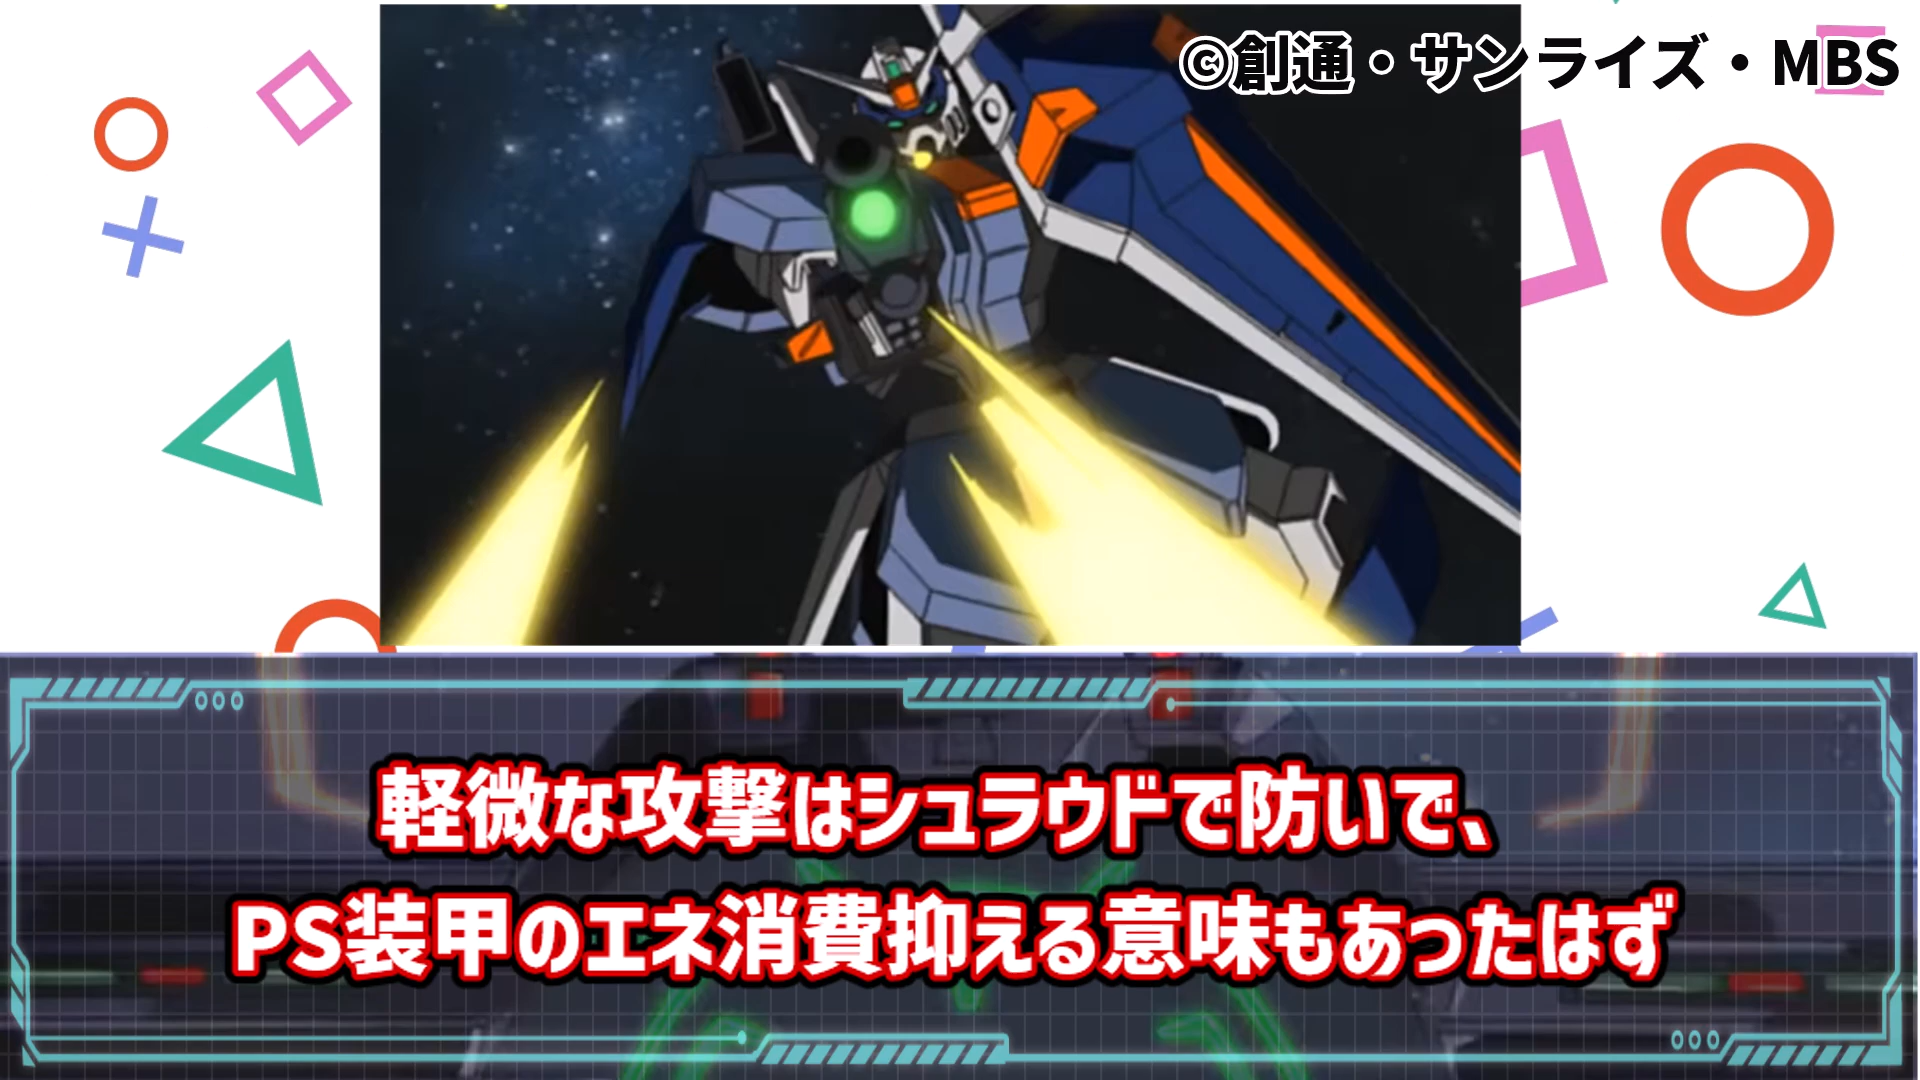 ©創通・サンライズ・MBS
軽微な攻撃はシュラウドで防いで、
PS装甲のエネ消費抑える意味もあったはず